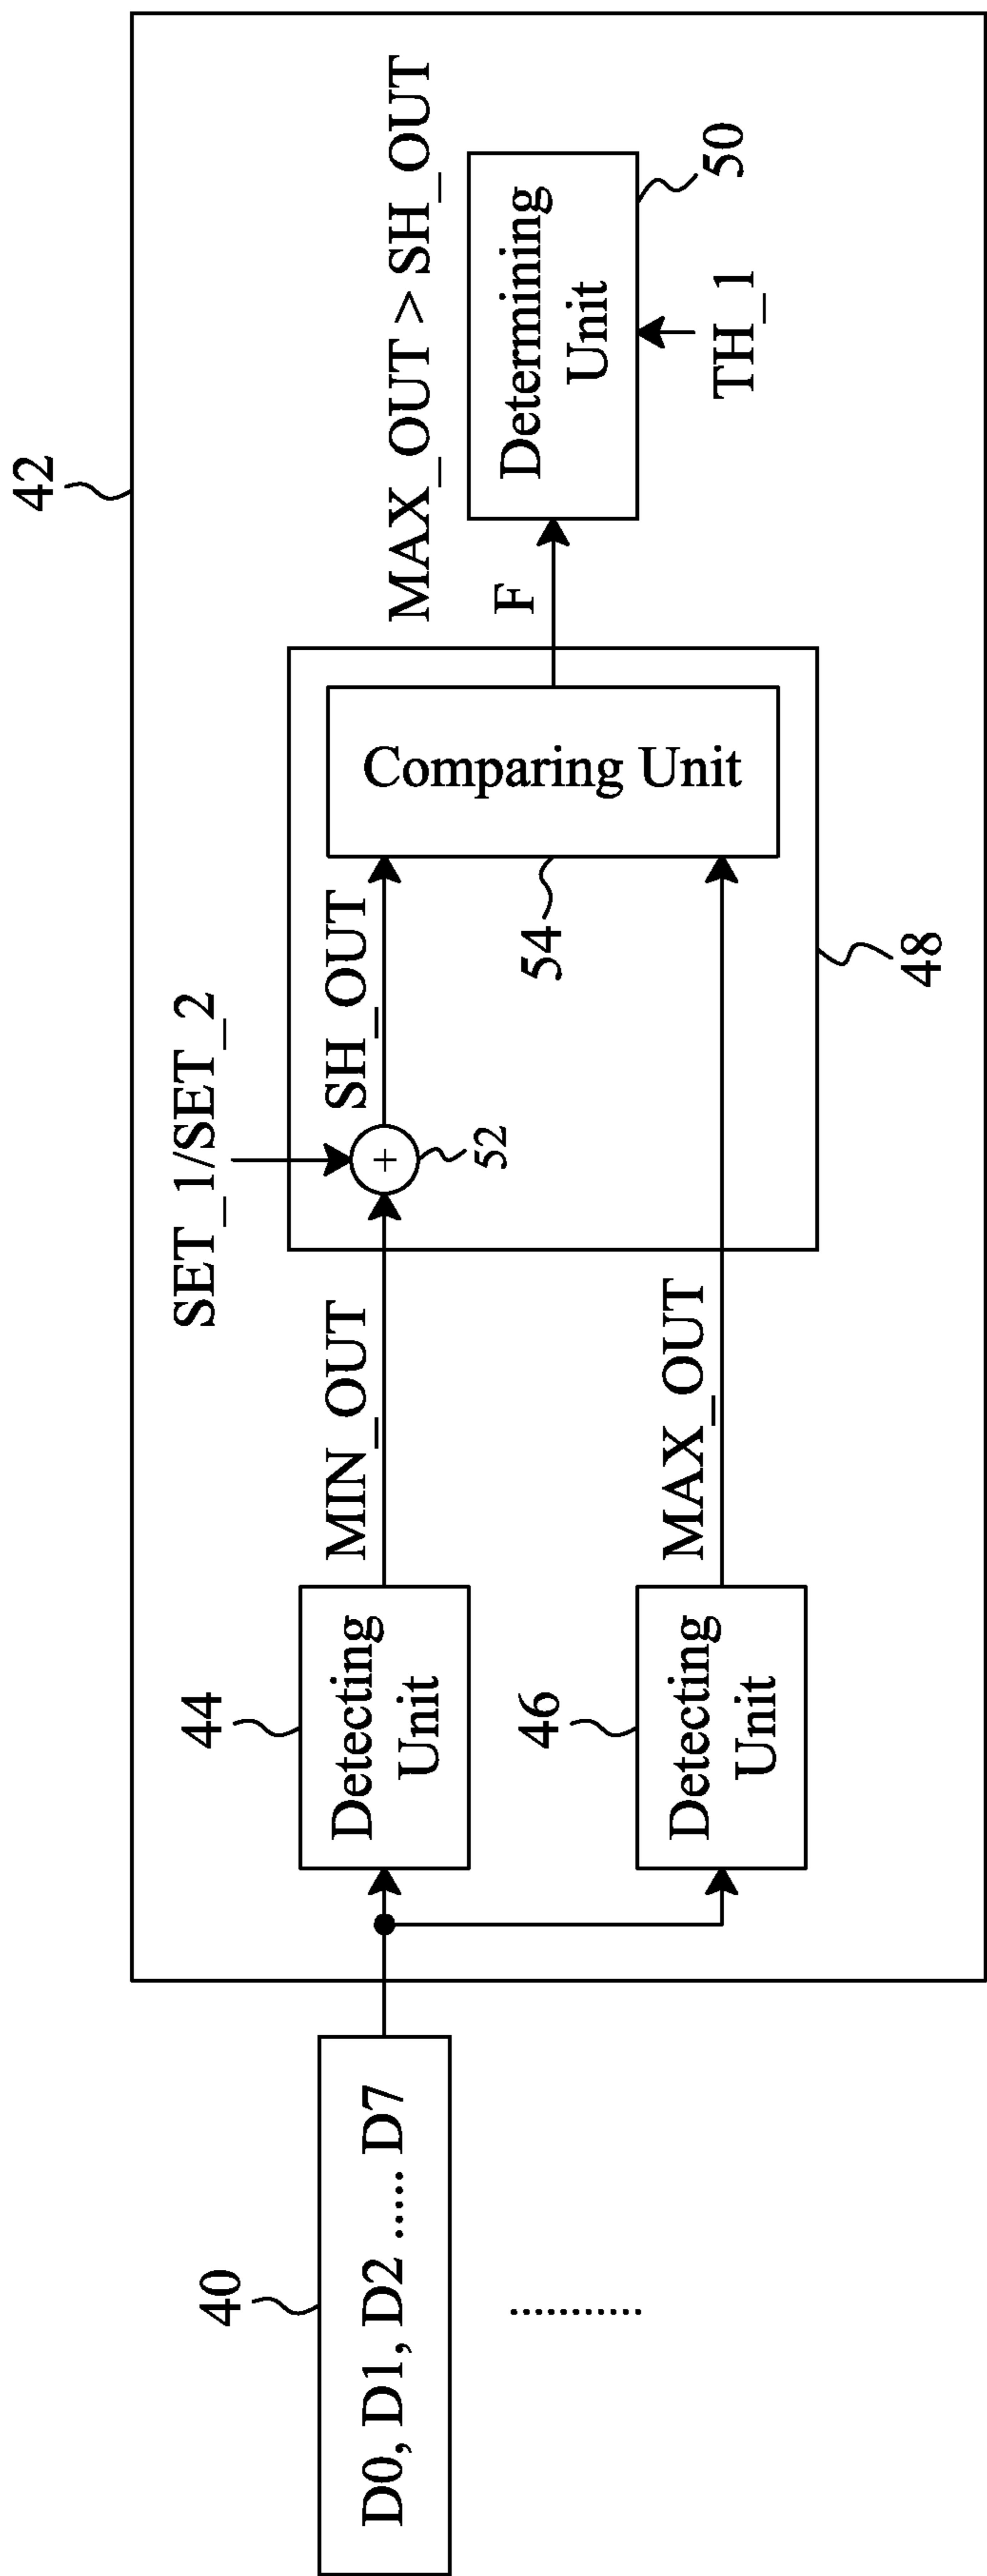 42
SET_1/SET_2
MAX_OUT > SH_OUT
40
D0, D1, D2 ..... D7
...........
44
Detecting
Unit
MIN_OUT
+
52
SH_OUT
46
Detecting
Unit
MAX_OUT
54
Comparing Unit
48
F
Determining
Unit
50
TH_1